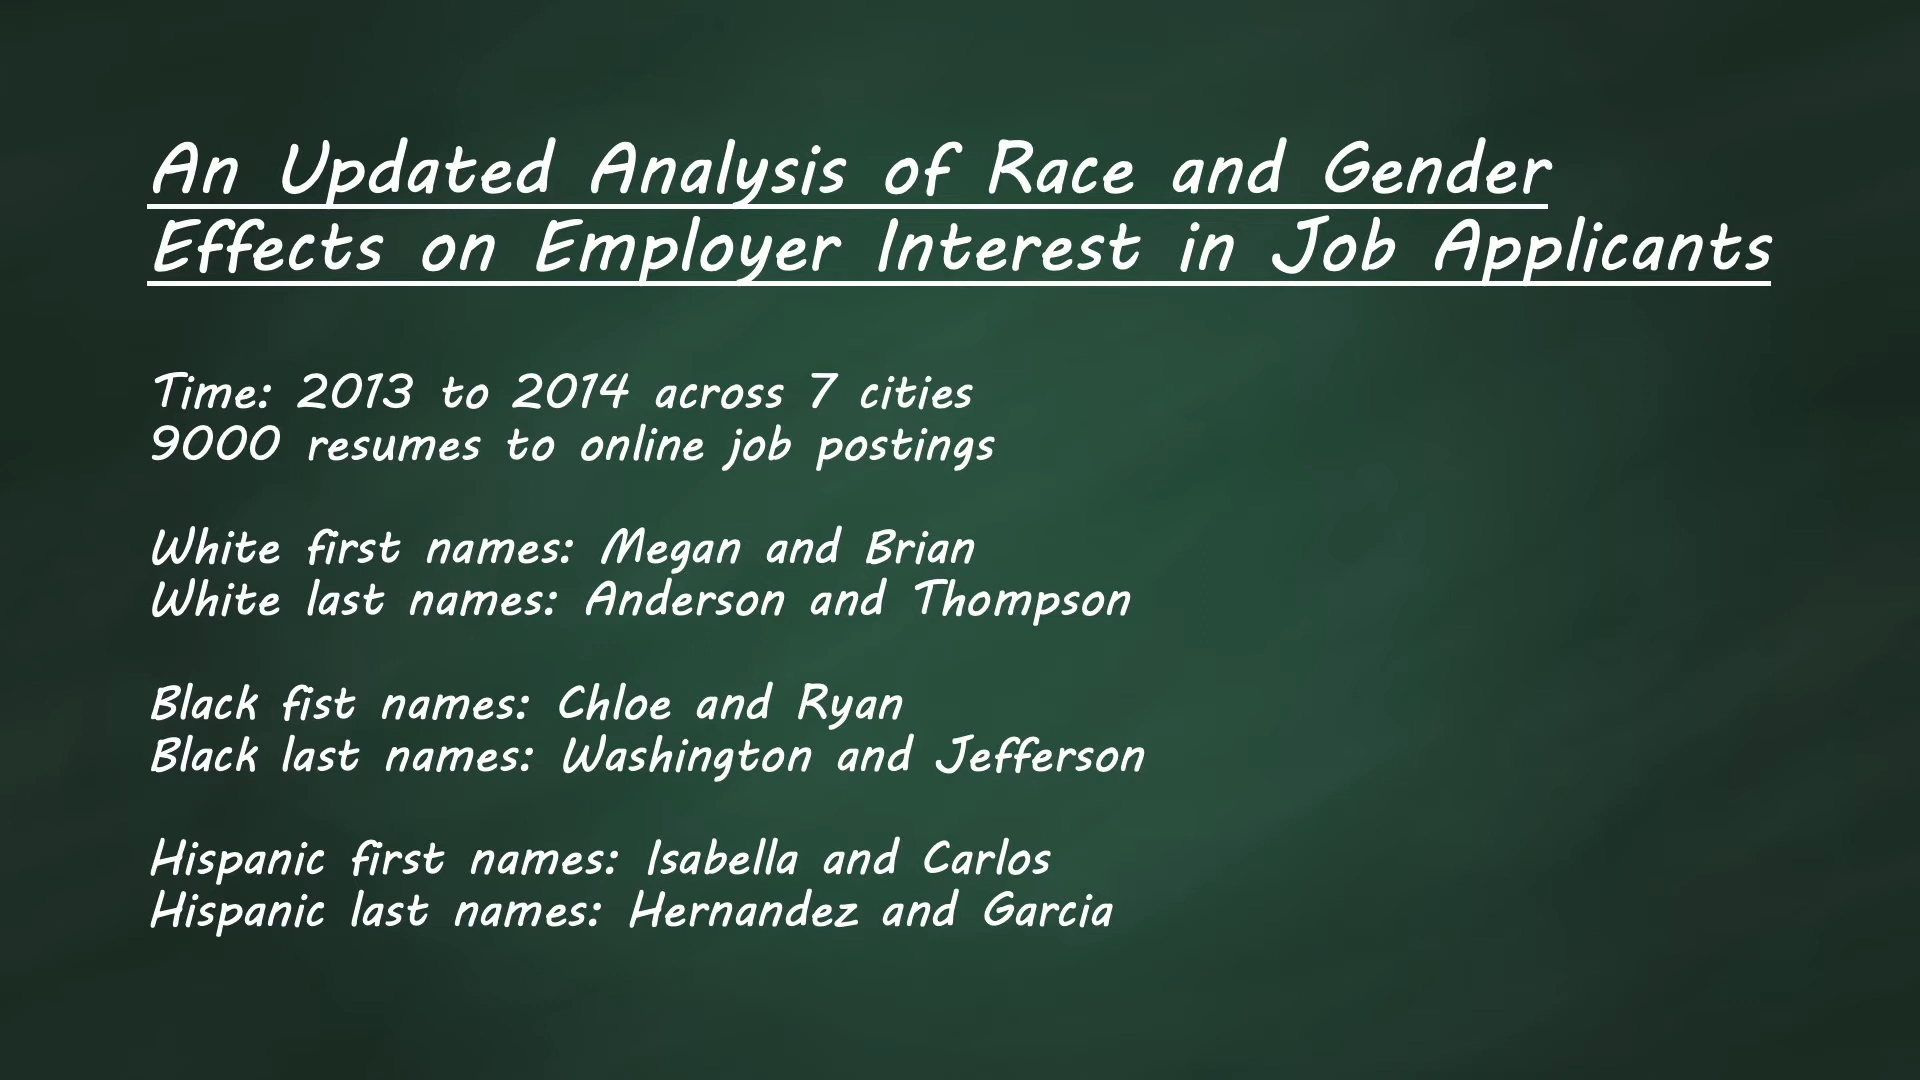 An Updated Analysis of Race and Gender
Effects on Employer Interest in Job Applicants
Time: 2013 to 2014 across 7 cities
9000 resumes to online job postings
White first names: Megan and Brian
White last names: Anderson and Thompson
Black fist names: Chloe and Ryan
Black last names: Washington and Jefferson
Hispanic first names: Isabella and Carlos
Hispanic last names: Hernandez and Garcia